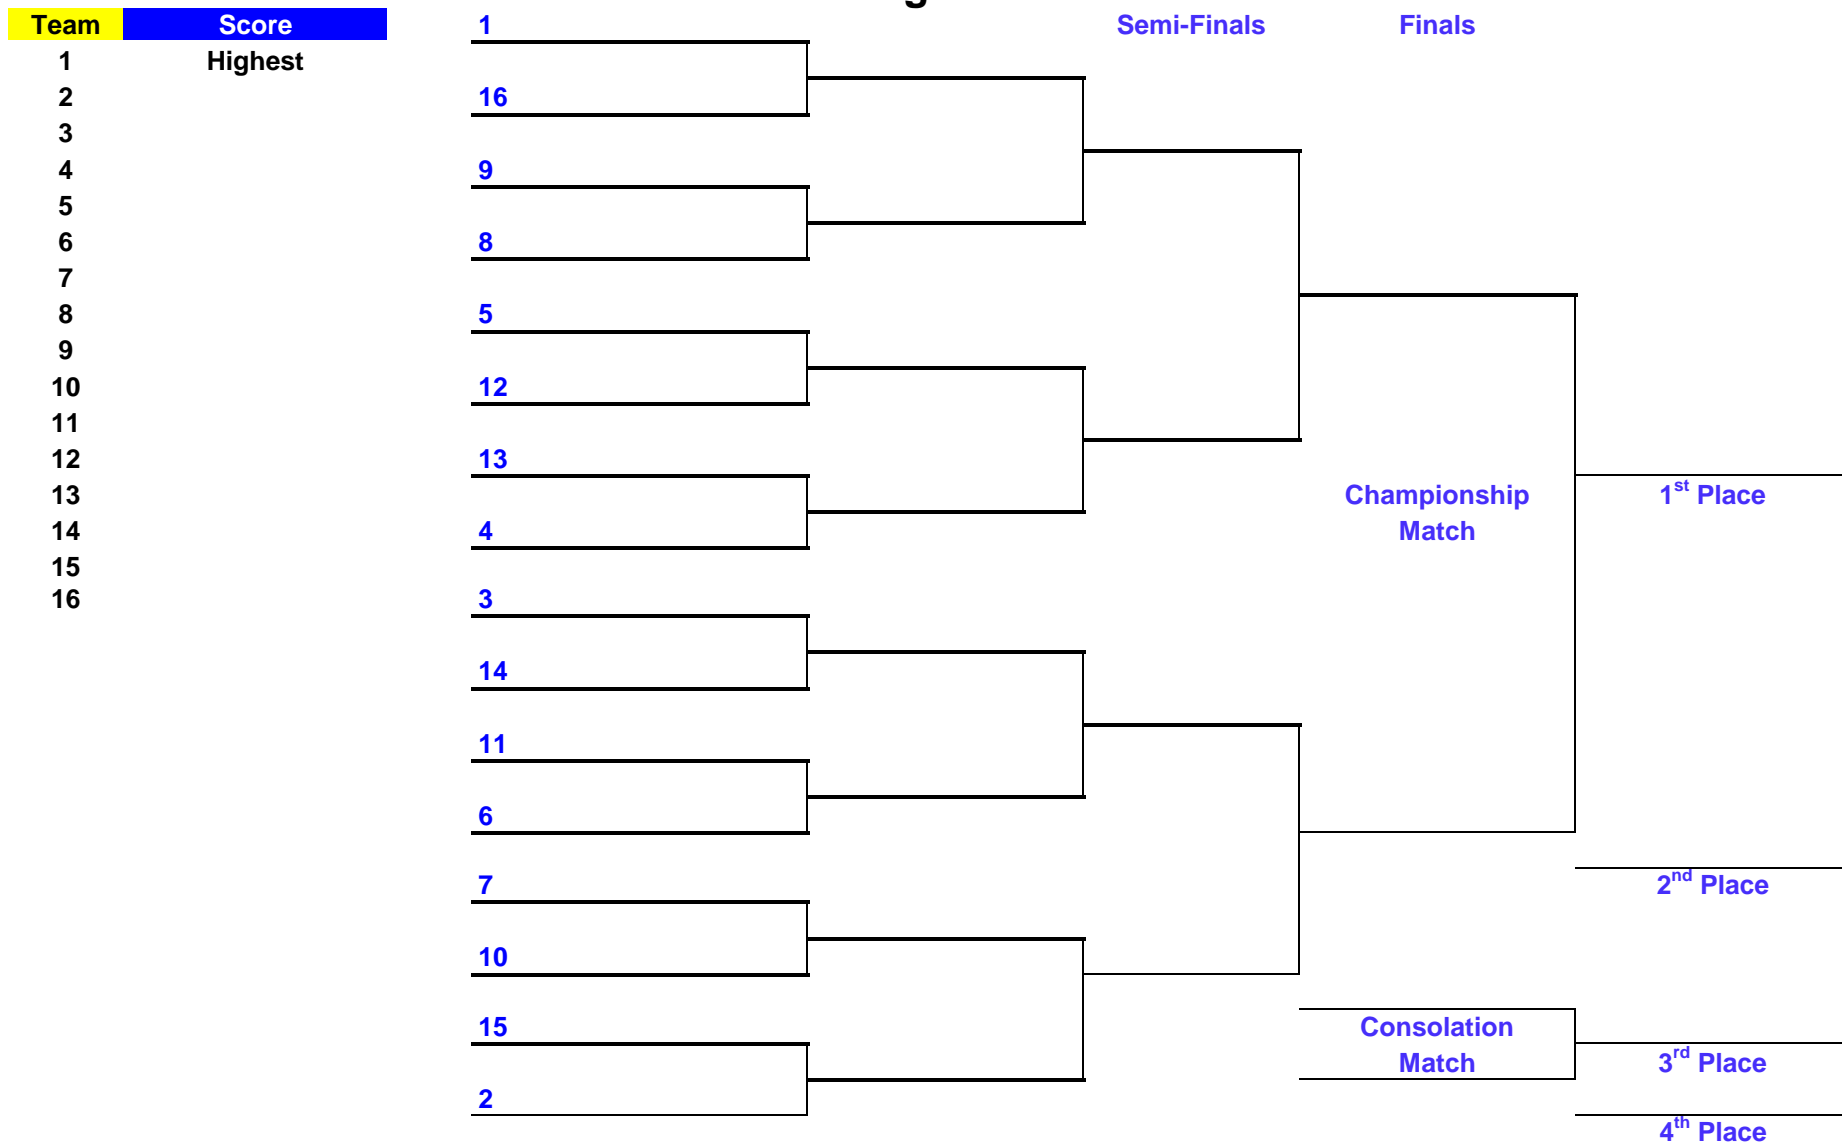 Team Score
1 Highest
2
3
4
5
6
7
8
9
10
11
12
13
14
15
16
1
16
9
8
5
12
13
4
3
14
11
6
7
10
15
2
Semi-Finals
Finals
Championship
Match
1st Place
2nd Place
Consolation
Match
3rd Place
4th Place